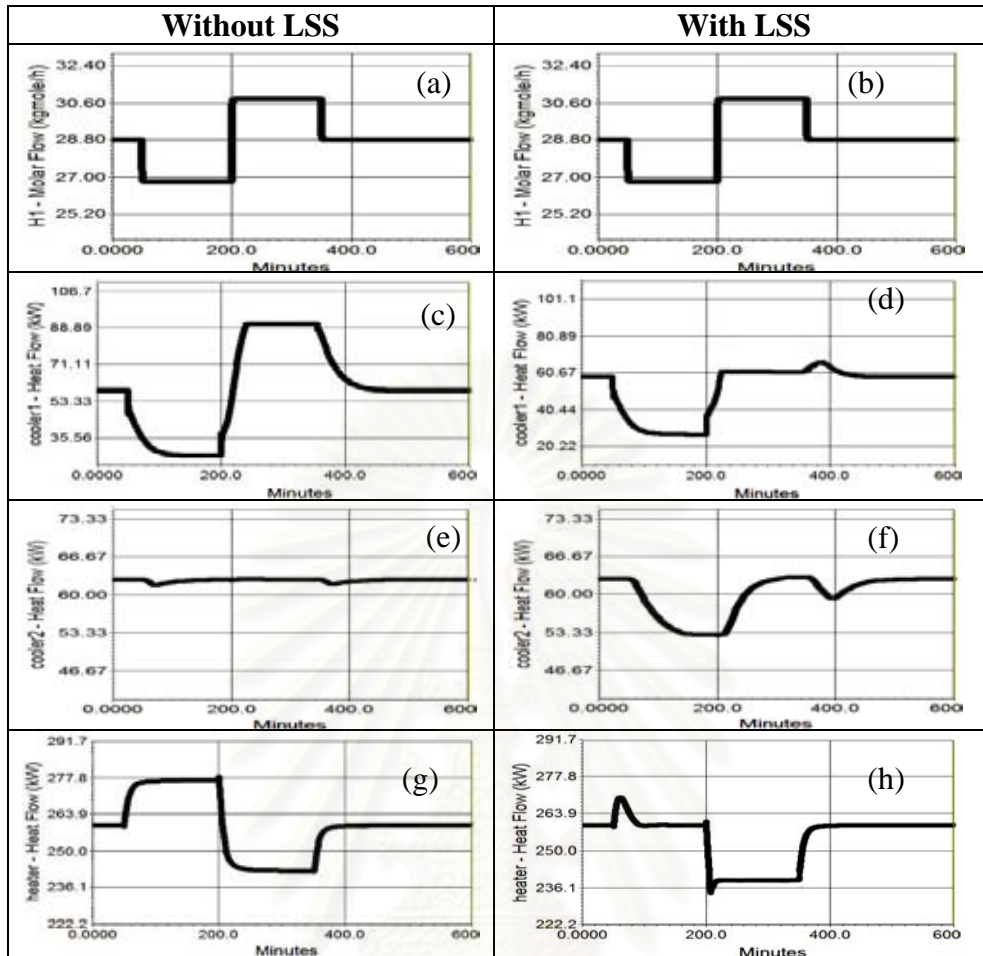 Without LSS
With LSS
H1 - Molar Flow (kgmole/h)
32.40
30.60
28.80
27.00
25.20
(a)
0.0000 200.0 400.0 600
Minutes
H1 - Molar Flow (kgmole/h)
32.40
30.60
28.80
27.00
25.20
(b)
0.0000 200.0 400.0 600
Minutes
cooler1 - Heat Flow (kW)
106.7
88.89
71.11
53.33
35.56
(c)
0.0000 200.0 400.0 600
Minutes
cooler1 - Heat Flow (kW)
101.1
80.89
60.67
40.44
20.22
(d)
0.0000 200.0 400.0 600
Minutes
cooler2 - Heat Flow (kW)
73.33
66.67
60.00
53.33
46.67
(e)
0.0000 200.0 400.0 600
Minutes
cooler2 - Heat Flow (kW)
73.33
66.67
60.00
53.33
46.67
(f)
0.0000 200.0 400.0 600
Minutes
heater - Heat Flow (kW)
291.7
277.8
263.9
250.0
236.1
222.2
(g)
0.0000 200.0 400.0 600
Minutes
heater - Heat Flow (kW)
291.7
277.8
263.9
250.0
236.1
222.2
(h)
0.0000 200.0 400.0 600
Minutes